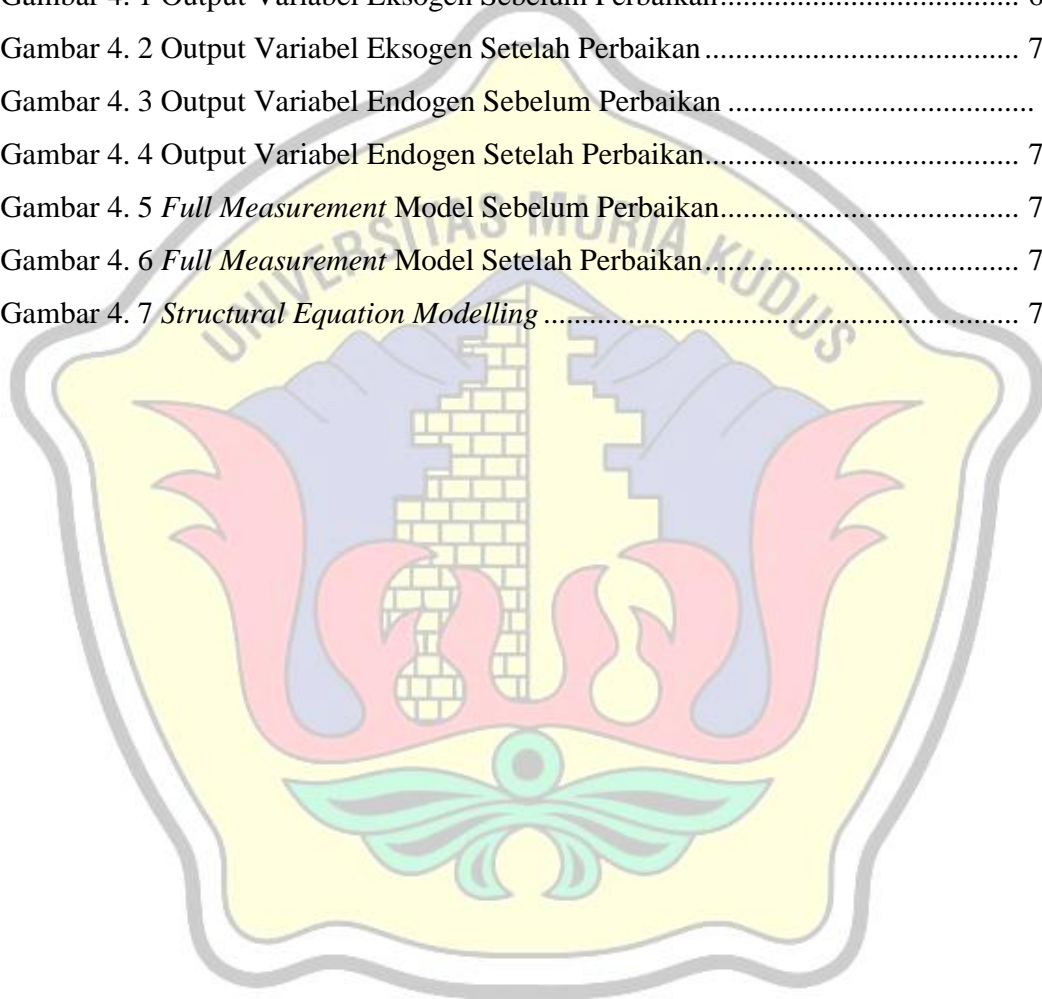 Gambar 4. 1 Output Variabel Eksogen Sebelum Perbaikan
Gambar 4. 2 Output Variabel Eksogen Setelah Perbaikan ........................................... 7
Gambar 4. 3 Output Variabel Endogen Sebelum Perbaikan ......................................
Gambar 4. 4 Output Variabel Endogen Setelah Perbaikan........................................ 7
Gambar 4. 5 Full Measurement Model Sebelum Perbaikan...................................... 7
Gambar 4. 6 Full Measurement Model Setelah Perbaikan........................................ 7
Gambar 4. 7 Structural Equation Modelling ............................................................ 7
UNIVERSITAS MURIA KUDUS